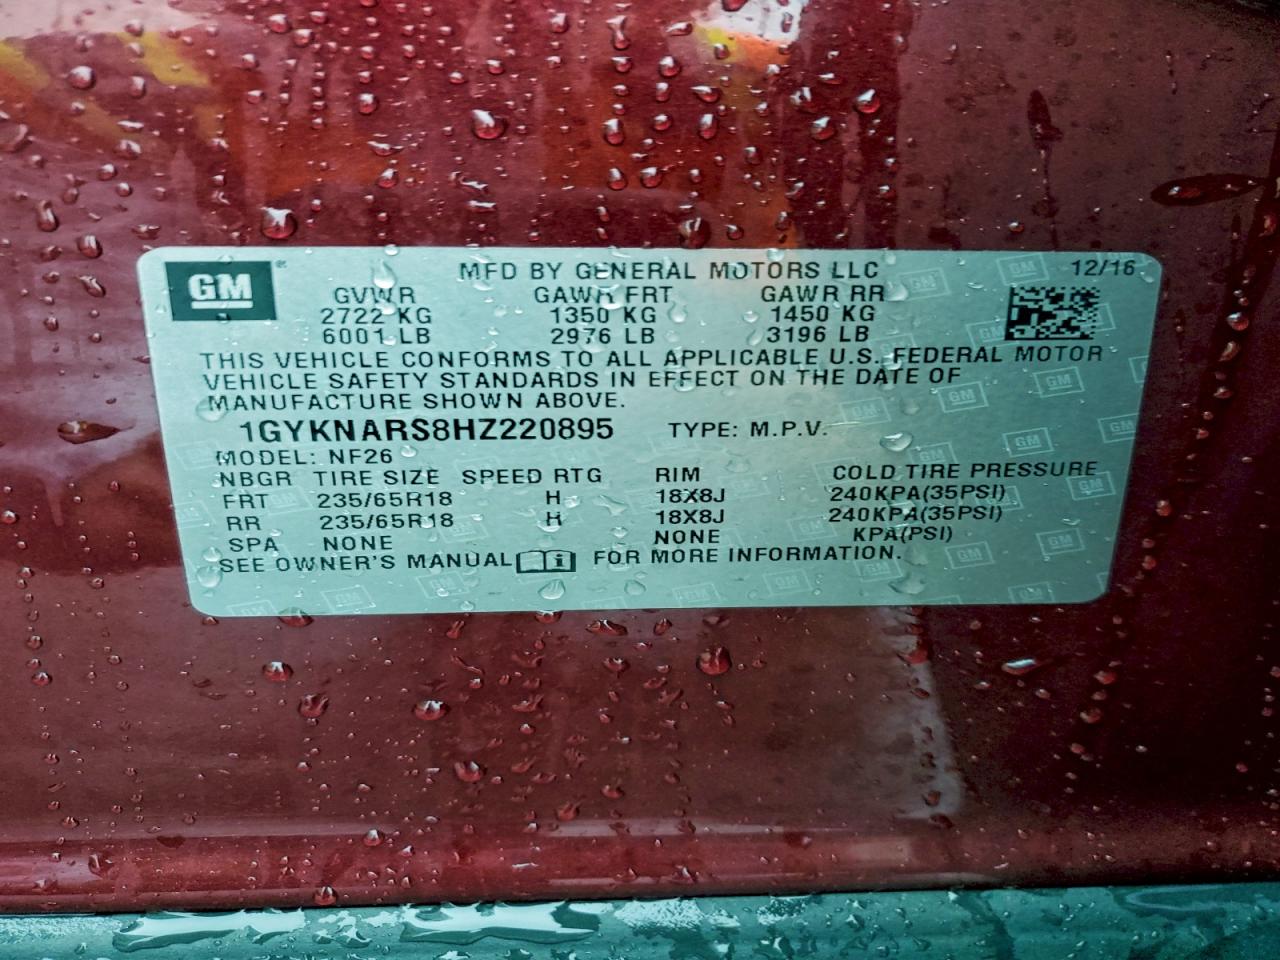 GM
MFD BY GENERAL MOTORS LLC 12/16
GVWR GAWR FRT GAWR RR
2722 KG 1350 KG 1450 KG
6001 LB 2976 LB 3196 LB
THIS VEHICLE CONFORMS TO ALL APPLICABLE U.S. FEDERAL MOTOR
VEHICLE SAFETY STANDARDS IN EFFECT ON THE DATE OF
MANUFACTURE SHOWN ABOVE.
1GYKNARS8HZ220895 TYPE: M.P.V.
MODEL: NF26
NBGR TIRE SIZE SPEED RTG RIM COLD TIRE PRESSURE
FRT 235/65R18 H 18X8J 240KPA(35PSI)
RR 235/65R18 H 18X8J 240KPA(35PSI)
SPA NONE NONE KPA(PSI)
SEE OWNER'S MANUAL FOR MORE INFORMATION.